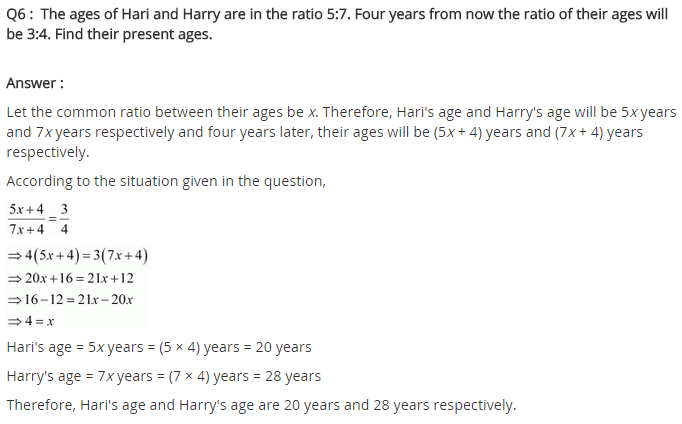 Q6 : The ages of Hari and Harry are in the ratio 5:7. Four years from now the ratio of their ages will
be 3:4. Find their present ages.
Answer :
Let the common ratio between their ages be x. Therefore, Hari's age and Harry's age will be 5x years
and 7x years respectively and four years later, their ages will be (5x + 4) years and (7x + 4) years
respectively.
According to the situation given in the question,
(5x+4)/(7x+4) = 3/4
⇒ 4(5x+4) = 3(7x+4)
⇒ 20x+16 = 21x+12
⇒ 16−12 = 21x−20x
⇒ 4 = x
Hari's age = 5x years = (5 × 4) years = 20 years
Harry's age = 7x years = (7 × 4) years = 28 years
Therefore, Hari's age and Harry's age are 20 years and 28 years respectively.